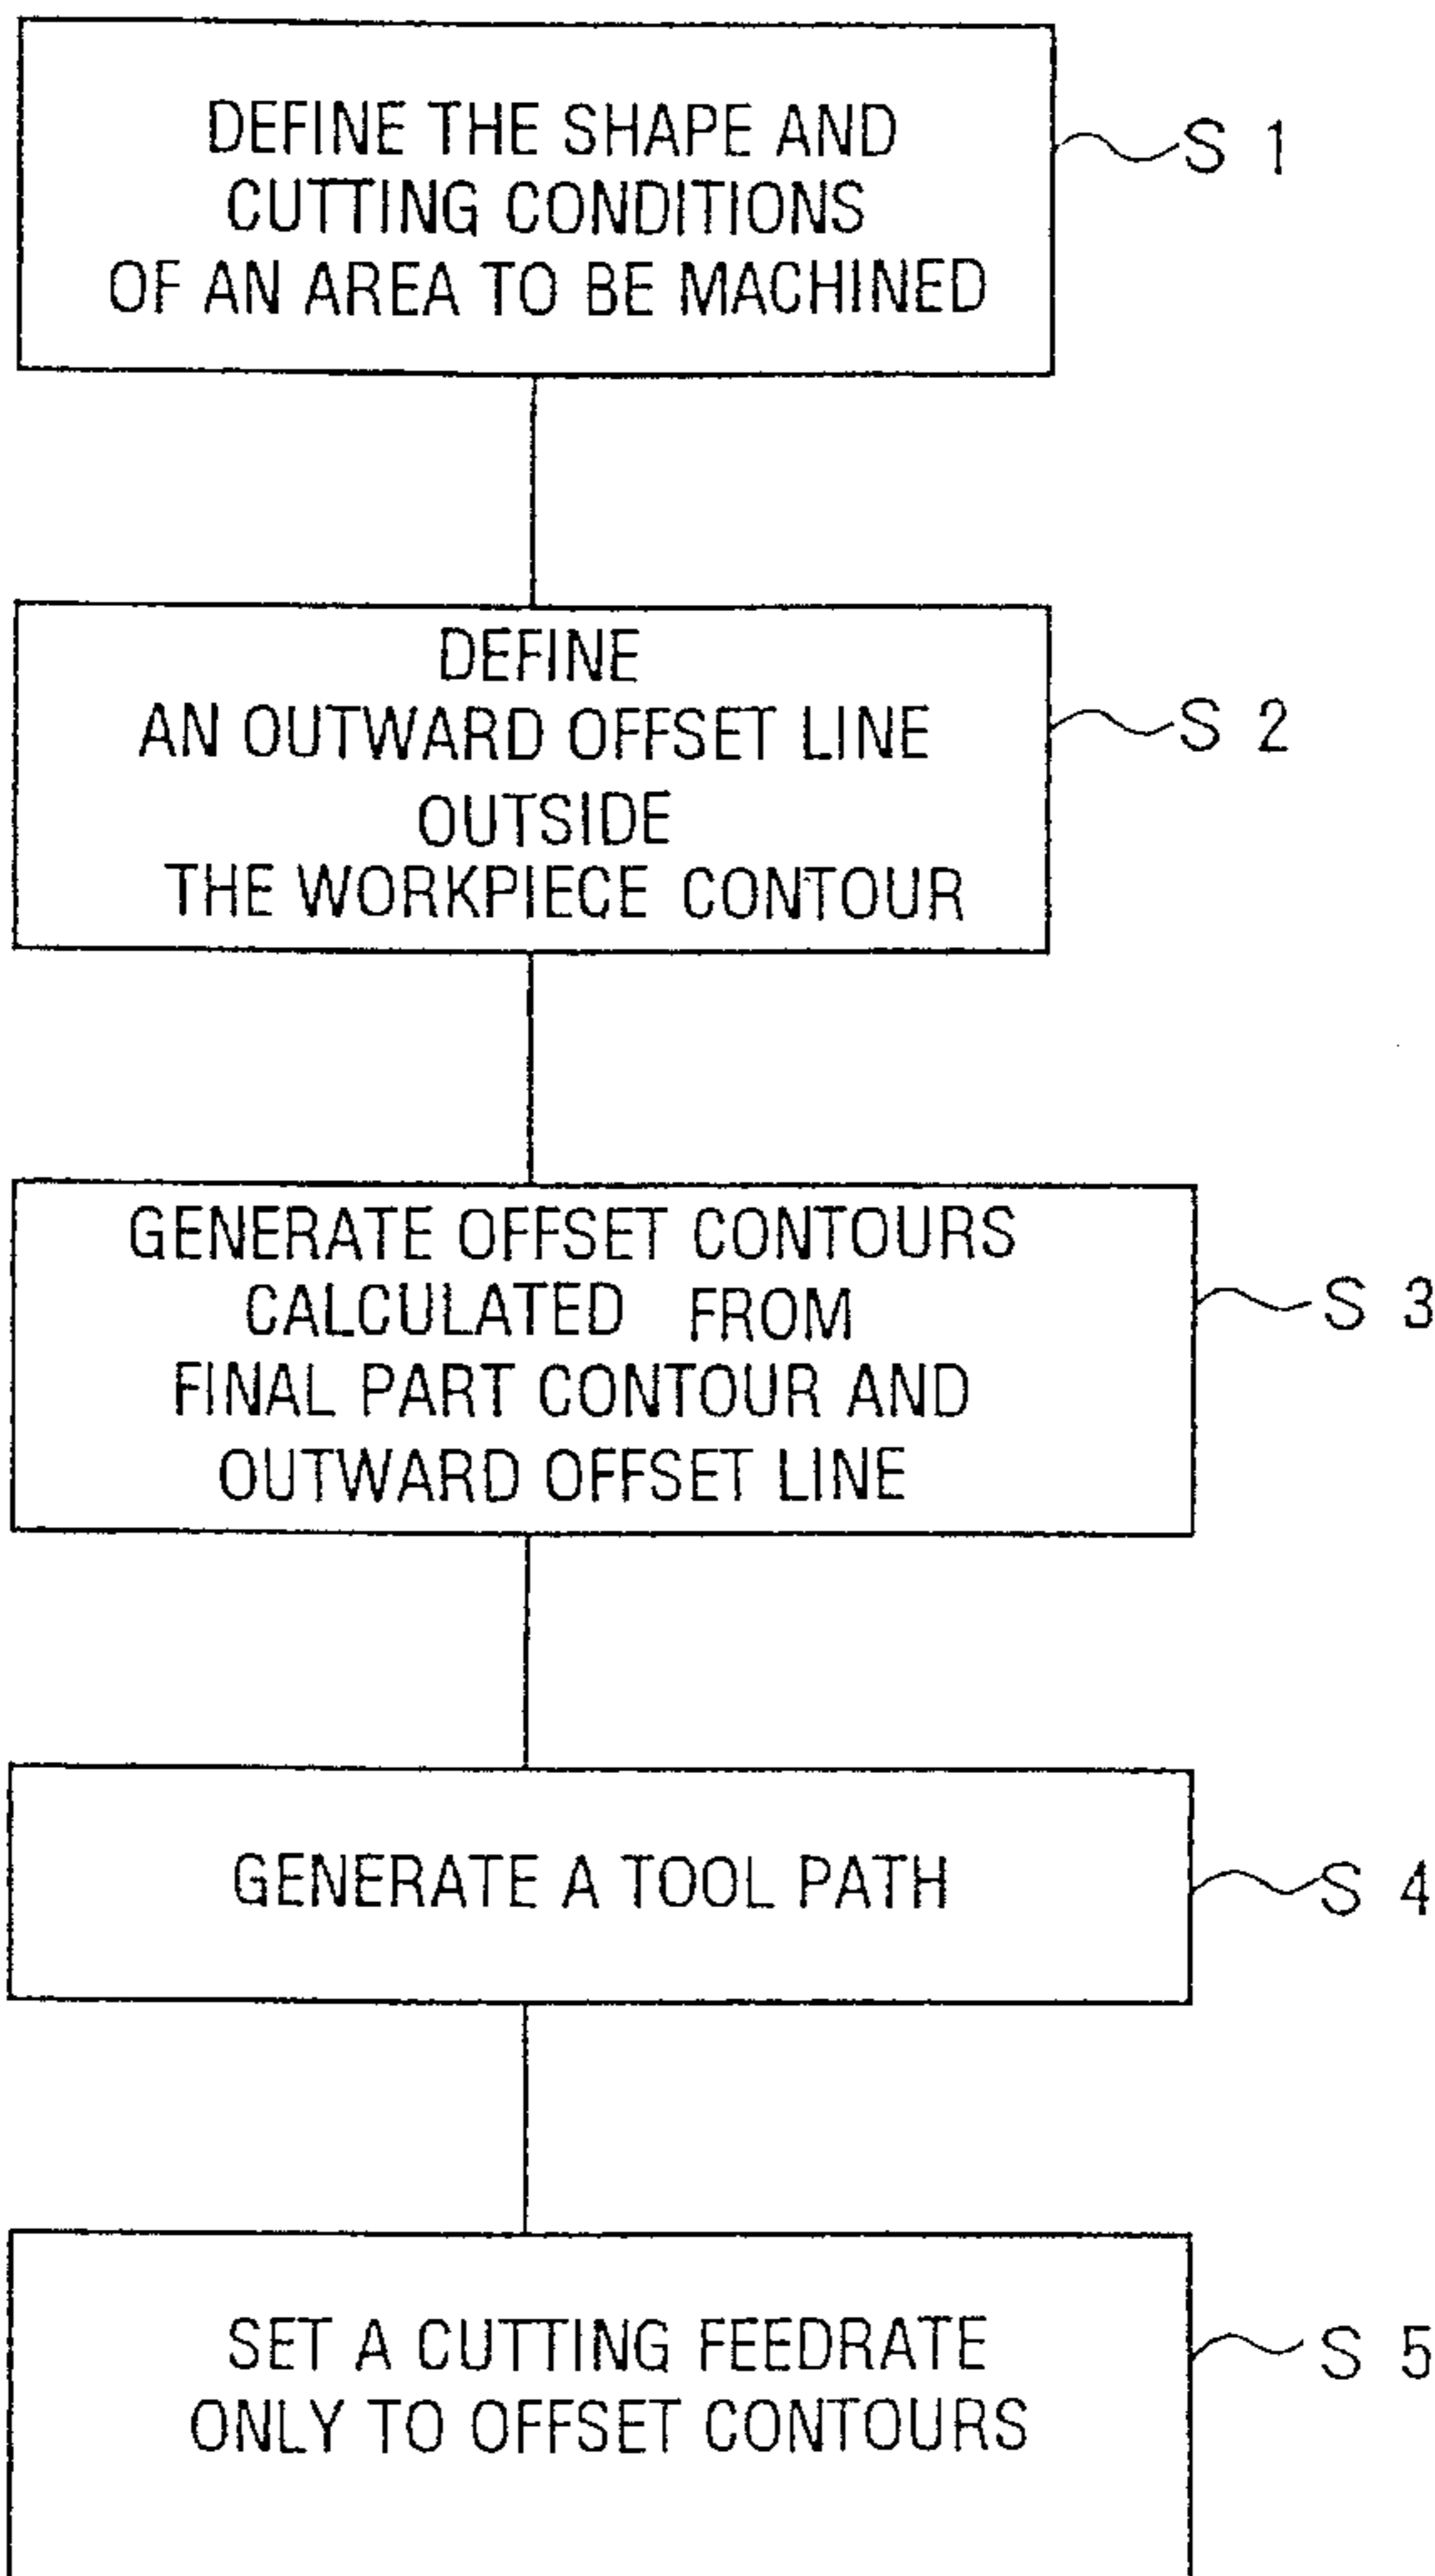 DEFINE THE SHAPE AND
CUTTING CONDITIONS
OF AN AREA TO BE MACHINED
S 1
DEFINE
AN OUTWARD OFFSET LINE
OUTSIDE
THE WORKPIECE CONTOUR
S 2
GENERATE OFFSET CONTOURS
CALCULATED FROM
FINAL PART CONTOUR AND
OUTWARD OFFSET LINE
S 3
GENERATE A TOOL PATH
S 4
SET A CUTTING FEEDRATE
ONLY TO OFFSET CONTOURS
S 5